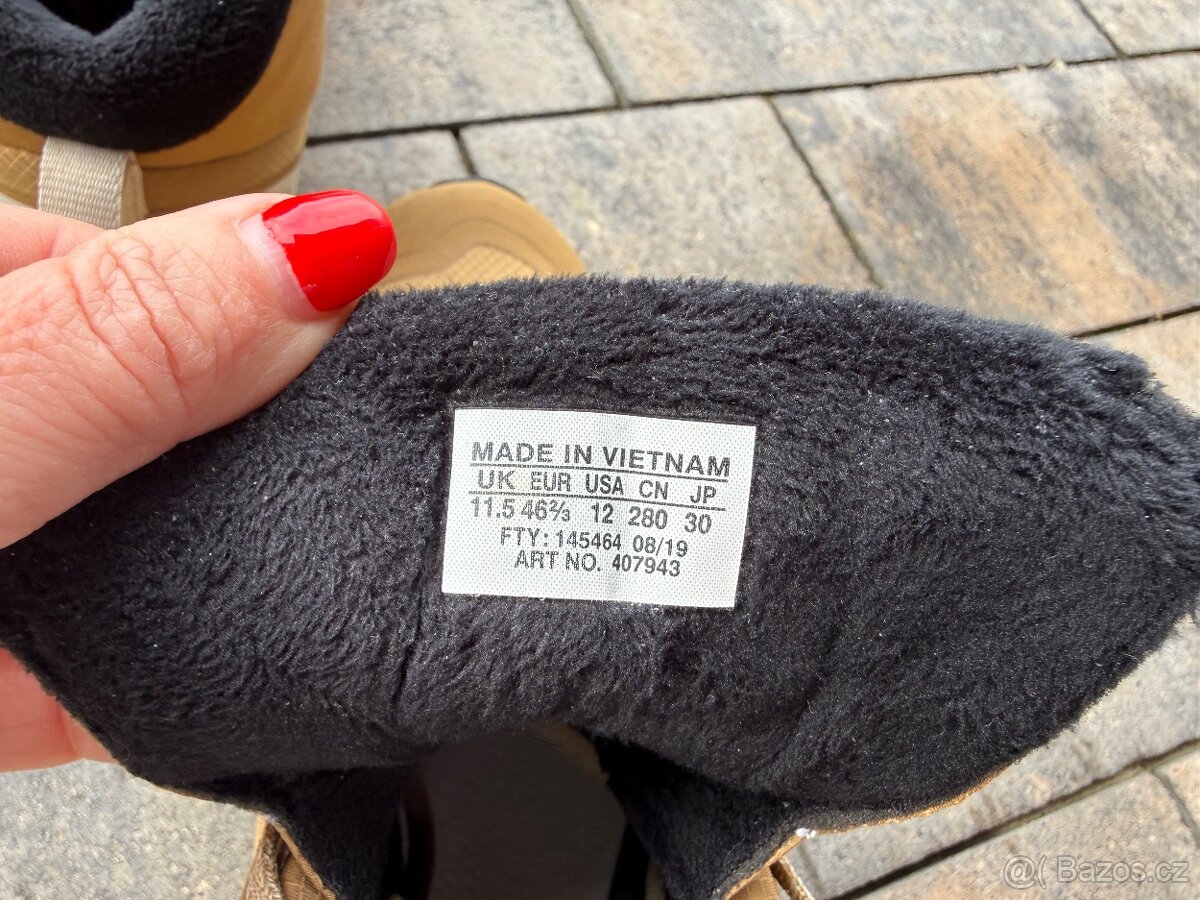 MADE IN VIETNAM
UK EUR USA CN JP
11.5 46⅔ 12 280 30
FTY: 145464 08/19
ART NO. 407943
@( Bazos.cz